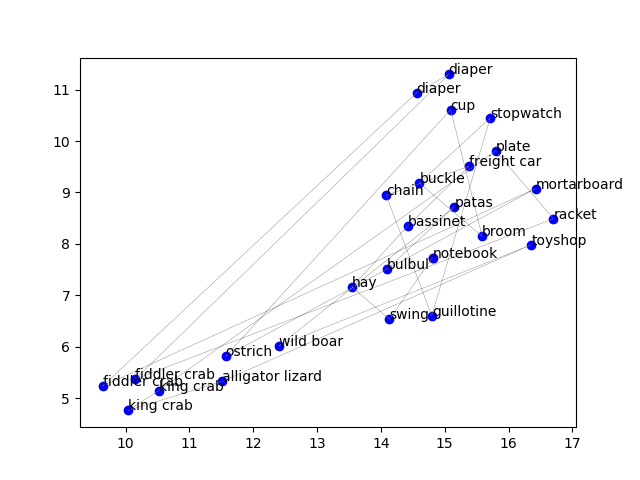 diaper
diaper
cup
stopwatch
plate
freight car
buckle
mortarboard
chain
patas
racket
bassinet
broom
toyshop
notebook
bulbul
hay
swing
guillotine
wild boar
ostrich
alligator lizard
fiddler crab
fiddler crab
king crab
king crab
11
10
9
8
7
6
5
10 11 12 13 14 15 16 17